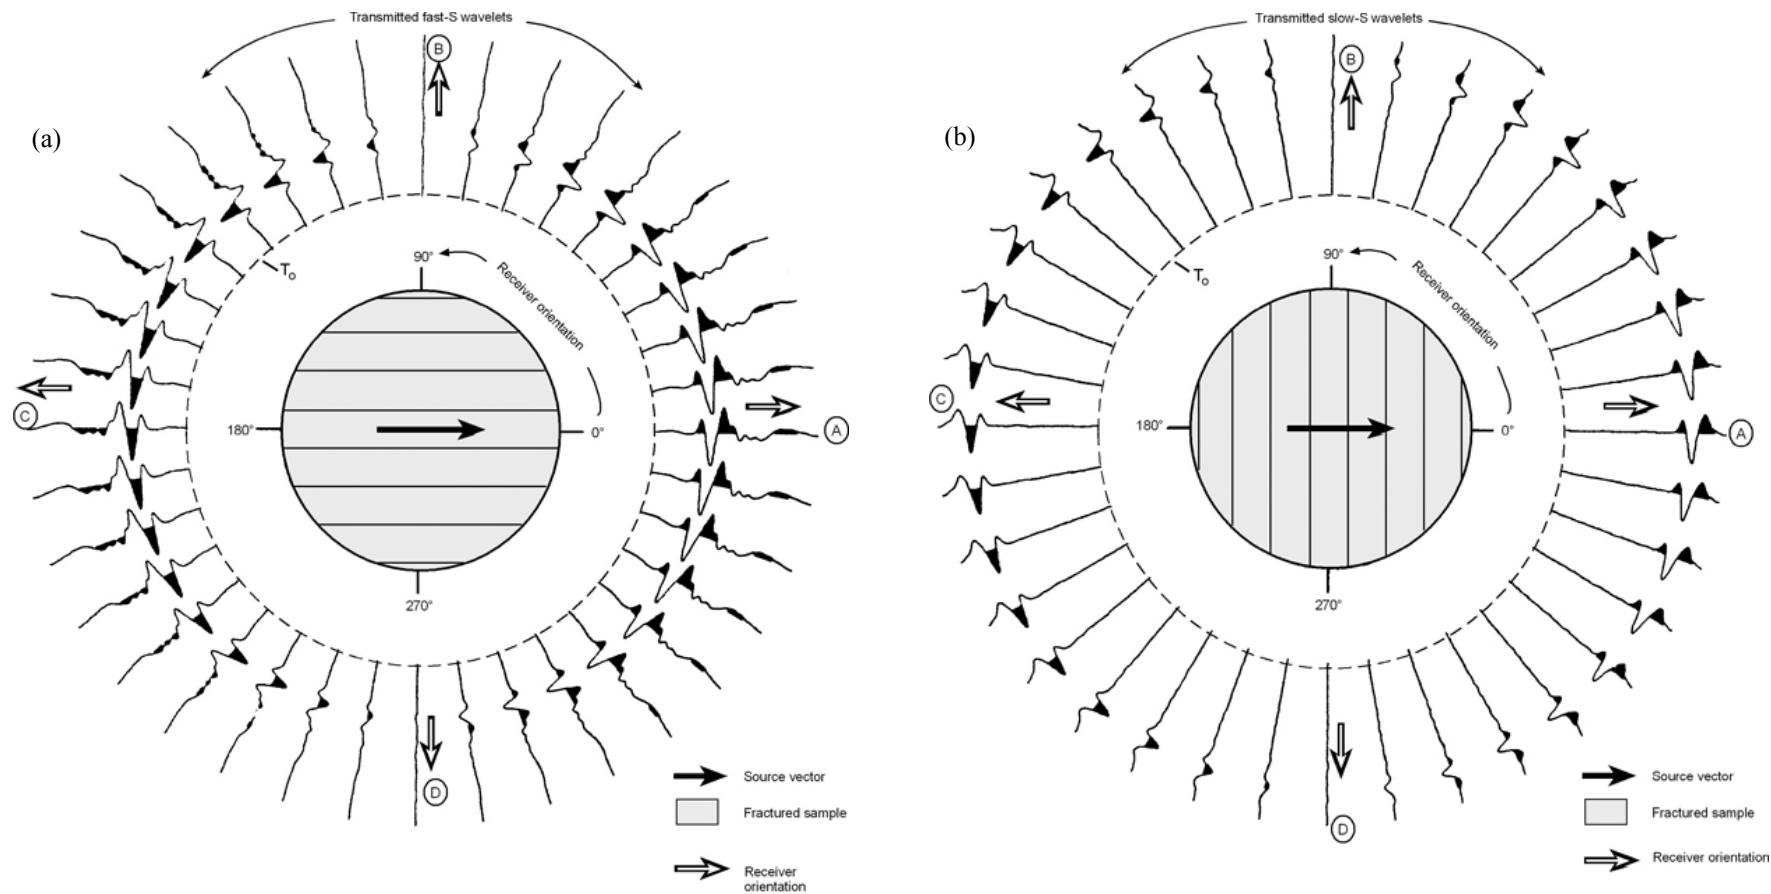 (a)
Transmitted fast-S wavelets
B
90°
Receiver orientation
To
C
180°
0°
A
270°
D
Source vector
Fractured sample
Receiver
orientation
(b)
Transmitted slow-S wavelets
B
90°
Receiver orientation
To
C
180°
0°
A
270°
D
Source vector
Fractured sample
Receiver orientation